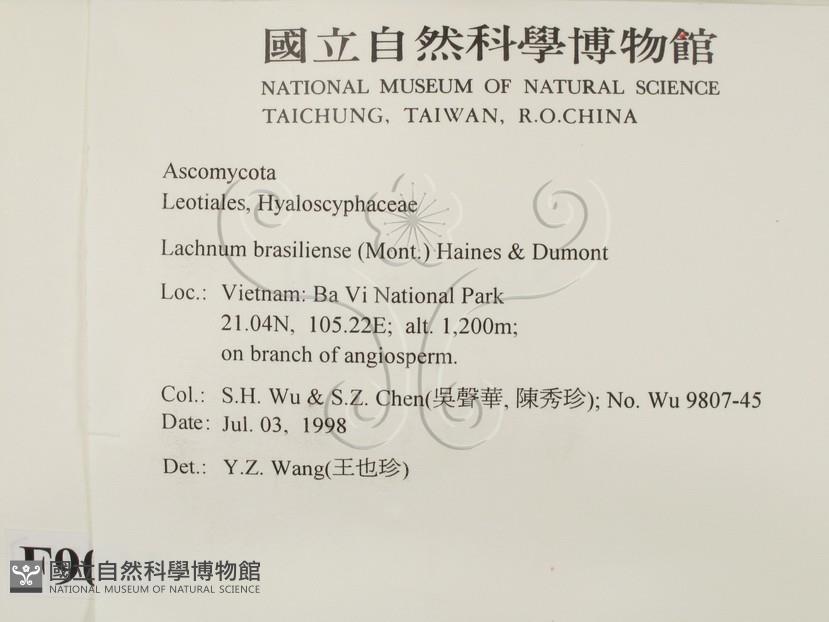 國立自然科學博物館
NATIONAL MUSEUM OF NATURAL SCIENCE
TAICHUNG, TAIWAN, R.O.CHINA
Ascomycota
Leotiales, Hyaloscyphaceae
Lachnum brasiliense (Mont.) Haines & Dumont
Loc.: Vietnam: Ba Vi National Park
21.04N, 105.22E; alt. 1,200m;
on branch of angiosperm.
Col.: S.H. Wu & S.Z. Chen(吳聲華, 陳秀珍); No. Wu 9807-45
Date: Jul. 03, 1998
Det.: Y.Z. Wang(王也珍)
國立自然科學博物館
NATIONAL MUSEUM OF NATURAL SCIENCE